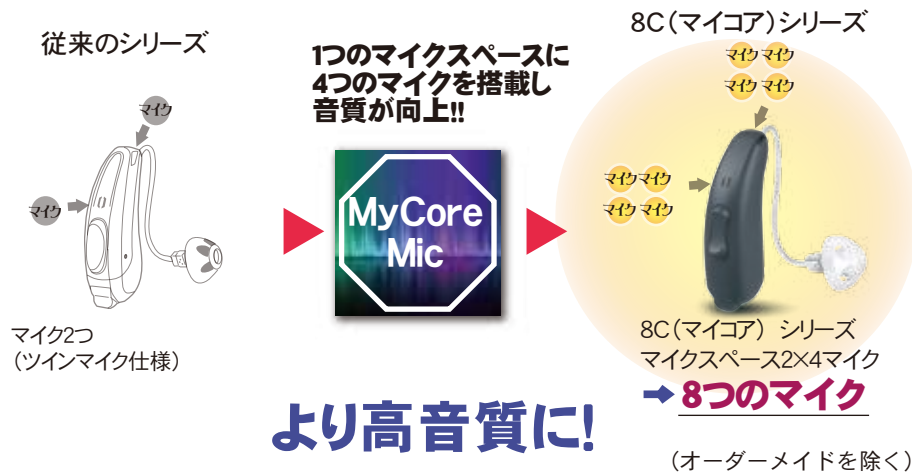 従来のシリーズ
マイク
マイク
マイク2つ
(ツインマイク仕様)
1つのマイクスペースに
4つのマイクを搭載し
音質が向上!!
MyCore
Mic
8C(マイコア)シリーズ
マイク マイク
マイク マイク
マイク マイク
マイク マイク
8C(マイコア) シリーズ
マイクスペース2×4マイク
➡ 8つのマイク
より高音質に!
(オーダーメイドを除く)